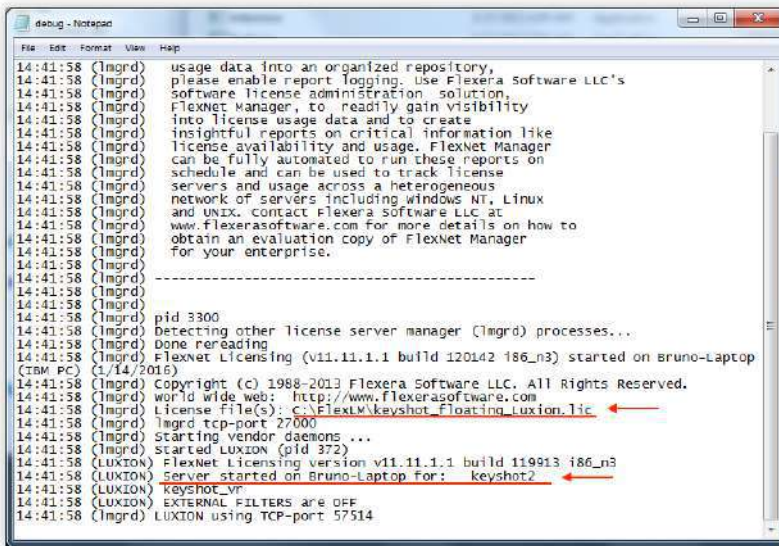 debug - Notepad
File Edit Format View Help
14:41:58 (lmgrd) usage data into an organized repository,
14:41:58 (lmgrd) please enable report logging. Use Flexera Software LLC's
14:41:58 (lmgrd) software license administration solution,
14:41:58 (lmgrd) FlexNet Manager, to readily gain visibility
14:41:58 (lmgrd) into license usage data and to create
14:41:58 (lmgrd) insightful reports on critical information like
14:41:58 (lmgrd) license availability and usage. FlexNet Manager
14:41:58 (lmgrd) can be fully automated to run these reports on
14:41:58 (lmgrd) schedule and can be used to track license
14:41:58 (lmgrd) servers and usage across a heterogeneous
14:41:58 (lmgrd) network of servers including Windows NT, Linux
14:41:58 (lmgrd) and UNIX. Contact Flexera Software LLC at
14:41:58 (lmgrd) www.flexerasoftware.com for more details on how to
14:41:58 (lmgrd) obtain an evaluation copy of FlexNet Manager
14:41:58 (lmgrd) for your enterprise.
14:41:58 (lmgrd)
14:41:58 (lmgrd) -----------------------------------------------
14:41:58 (lmgrd)
14:41:58 (lmgrd)
14:41:58 (lmgrd) pid 3300
14:41:58 (lmgrd) Detecting other license server manager (lmgrd) processes...
14:41:58 (lmgrd) Done rereading
14:41:58 (lmgrd) FlexNet Licensing (v11.11.1.1 build 120142 i86_n3) started on Bruno-Laptop
(IBM PC) (1/14/2016)
14:41:58 (lmgrd) Copyright (c) 1988-2013 Flexera Software LLC. All Rights Reserved.
14:41:58 (lmgrd) World Wide Web: http://www.flexerasoftware.com
14:41:58 (lmgrd) License file(s): C:\FlexLM\keyshot_floating_Luxion.lic
14:41:58 (lmgrd) lmgrd tcp-port 27000
14:41:58 (lmgrd) Starting vendor daemons ...
14:41:58 (lmgrd) Started LUXION (pid 372)
14:41:58 (LUXION) FlexNet Licensing version v11.11.1.1 build 119913 i86_n3
14:41:58 (LUXION) Server started on Bruno-Laptop for: keyshot2
14:41:58 (LUXION) keyshot_vr
14:41:58 (LUXION) EXTERNAL FILTERS are OFF
14:41:58 (lmgrd) LUXION using TCP-port 57514